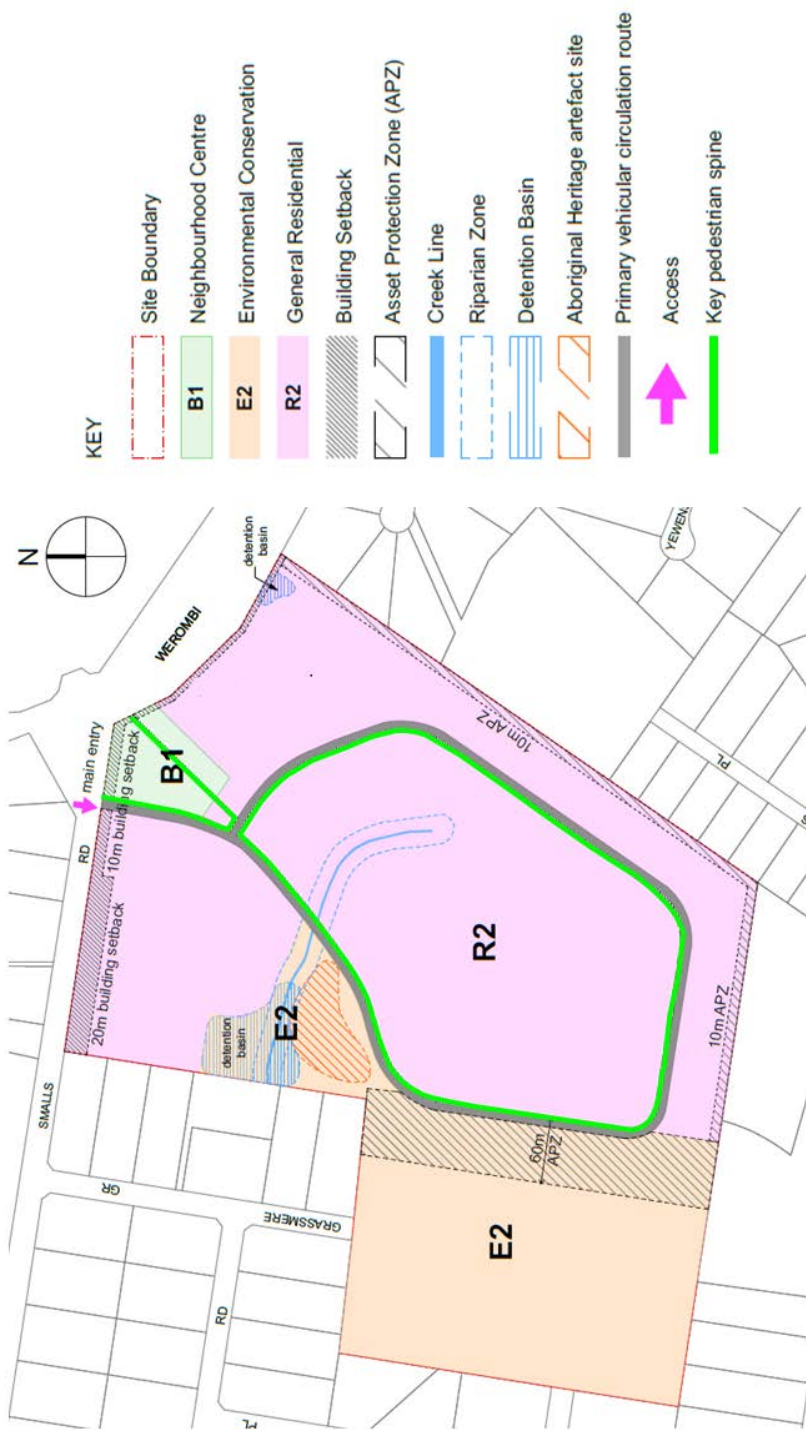 KEY
Site Boundary
B1 Neighbourhood Centre
E2 Environmental Conservation
R2 General Residential
Building Setback
Asset Protection Zone (APZ)
Creek Line
Riparian Zone
Detention Basin
Aboriginal Heritage artefact site
Primary vehicular circulation route
Access
Key pedestrian spine
N
SMALLS
RD
main entry
WEROMBI
detention
basin
20m building setback
10m building setback
B1
detention
basin
E2
GR
GRASSMERE
RD
PL
R2
10m APZ
60m
APZ
E2
10m APZ
PL
YEWENS